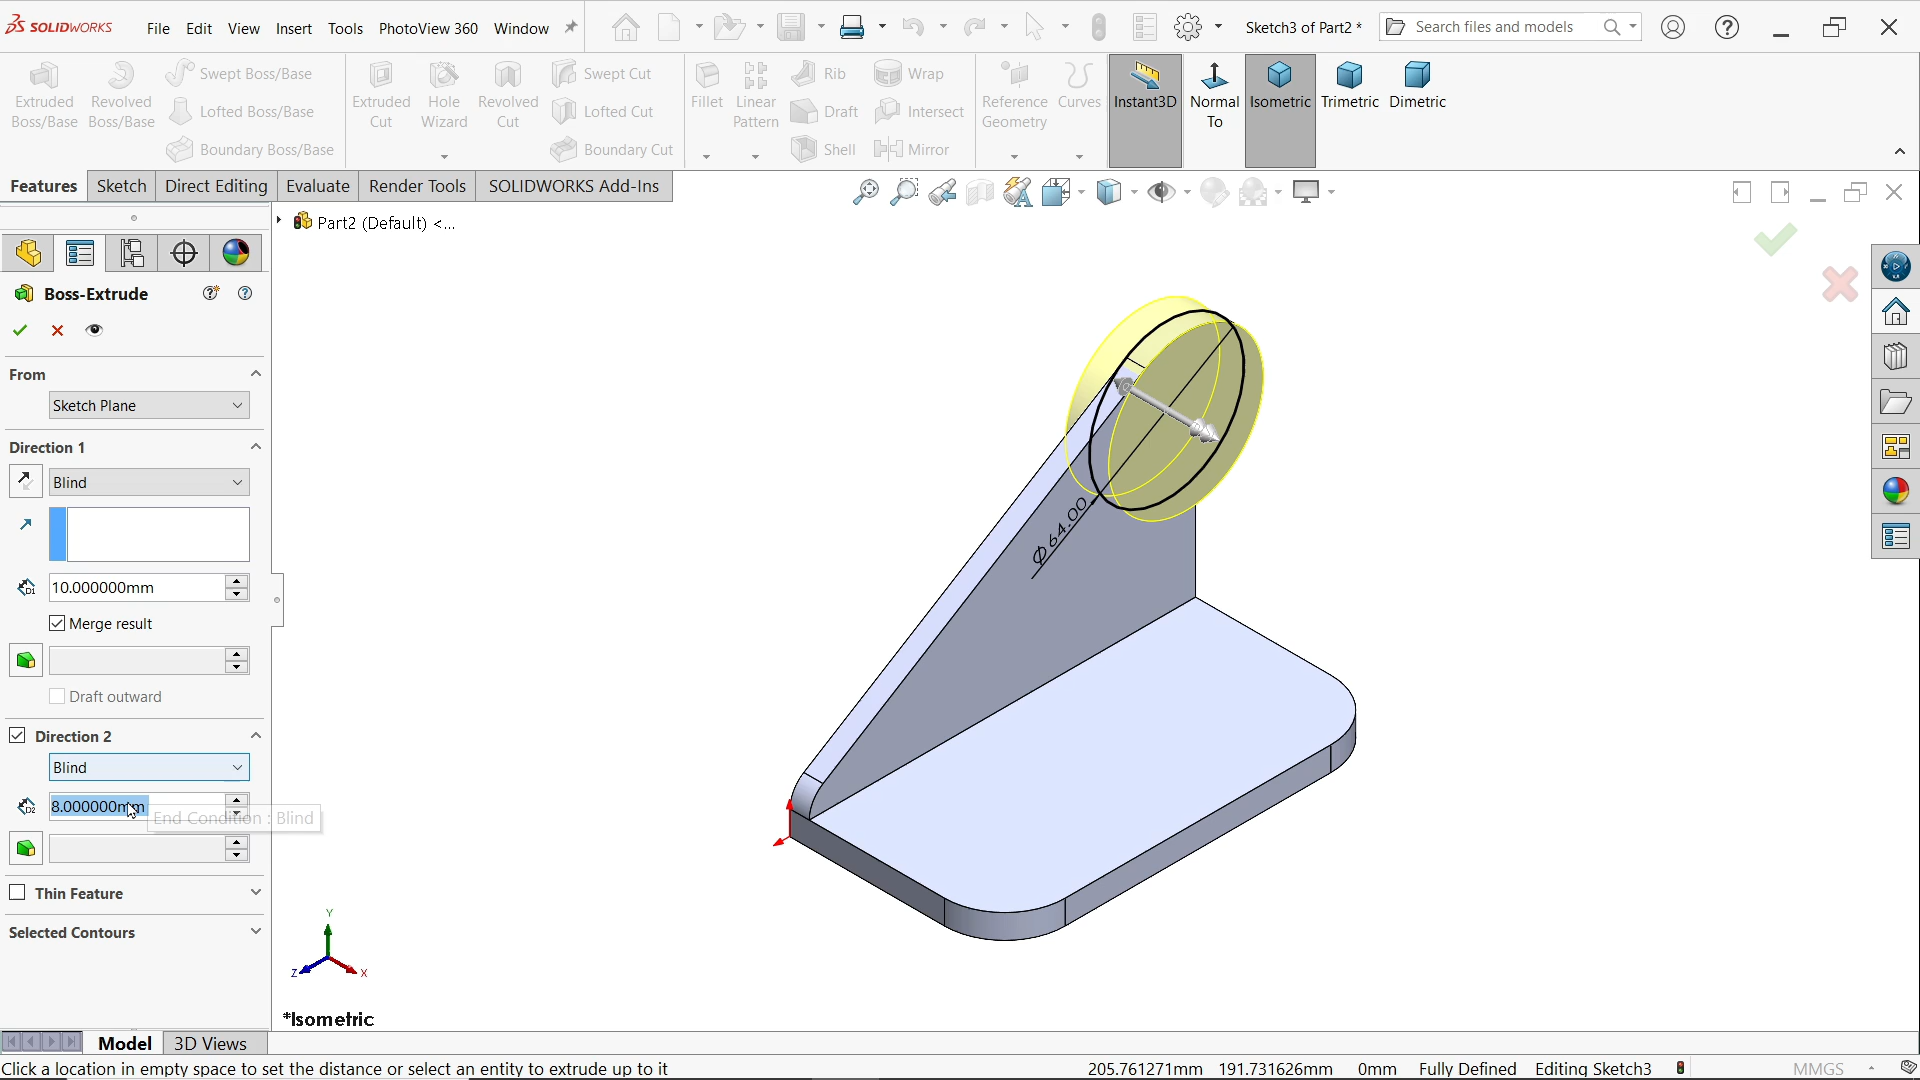 SOLIDWORKS File Edit View Insert Tools PhotoView 360 Window Sketch3 of Part2 * Search files and models
Extruded Boss/Base
Revolved Boss/Base
Swept Boss/Base
Lofted Boss/Base
Boundary Boss/Base
Extruded Cut
Hole Wizard
Revolved Cut
Swept Cut
Lofted Cut
Boundary Cut
Fillet
Linear Pattern
Rib
Draft
Shell
Wrap
Intersect
Mirror
Reference Geometry
Curves
Instant3D
Normal To
Isometric
Trimetric
Dimetric
Features Sketch Direct Editing Evaluate Render Tools SOLIDWORKS Add-Ins
Part2 (Default) <...
Boss-Extrude
From
Sketch Plane
Direction 1
Blind
D1 10.000000mm
Merge result
Draft outward
Direction 2
Blind
D2 8.000000mm
End Condition : Blind
Thin Feature
Selected Contours
Φ64.00
Y
Z X
*Isometric
Model 3D Views
Click a location in empty space to set the distance or select an entity to extrude up to it 205.761271mm 191.731626mm 0mm Fully Defined Editing Sketch3 MMGS